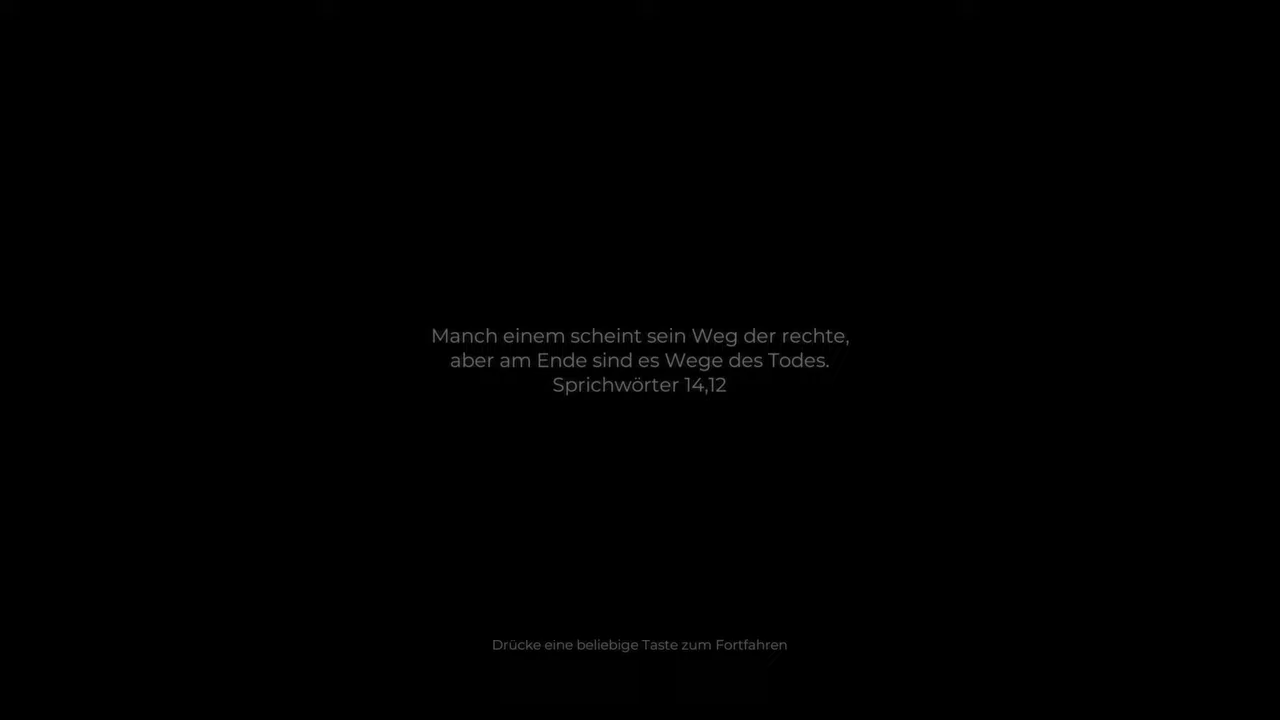 Manch einem scheint sein Weg der rechte,
aber am Ende sind es Wege des Todes.
Sprichwörter 14,12
Drücke eine beliebige Taste zum Fortfahren